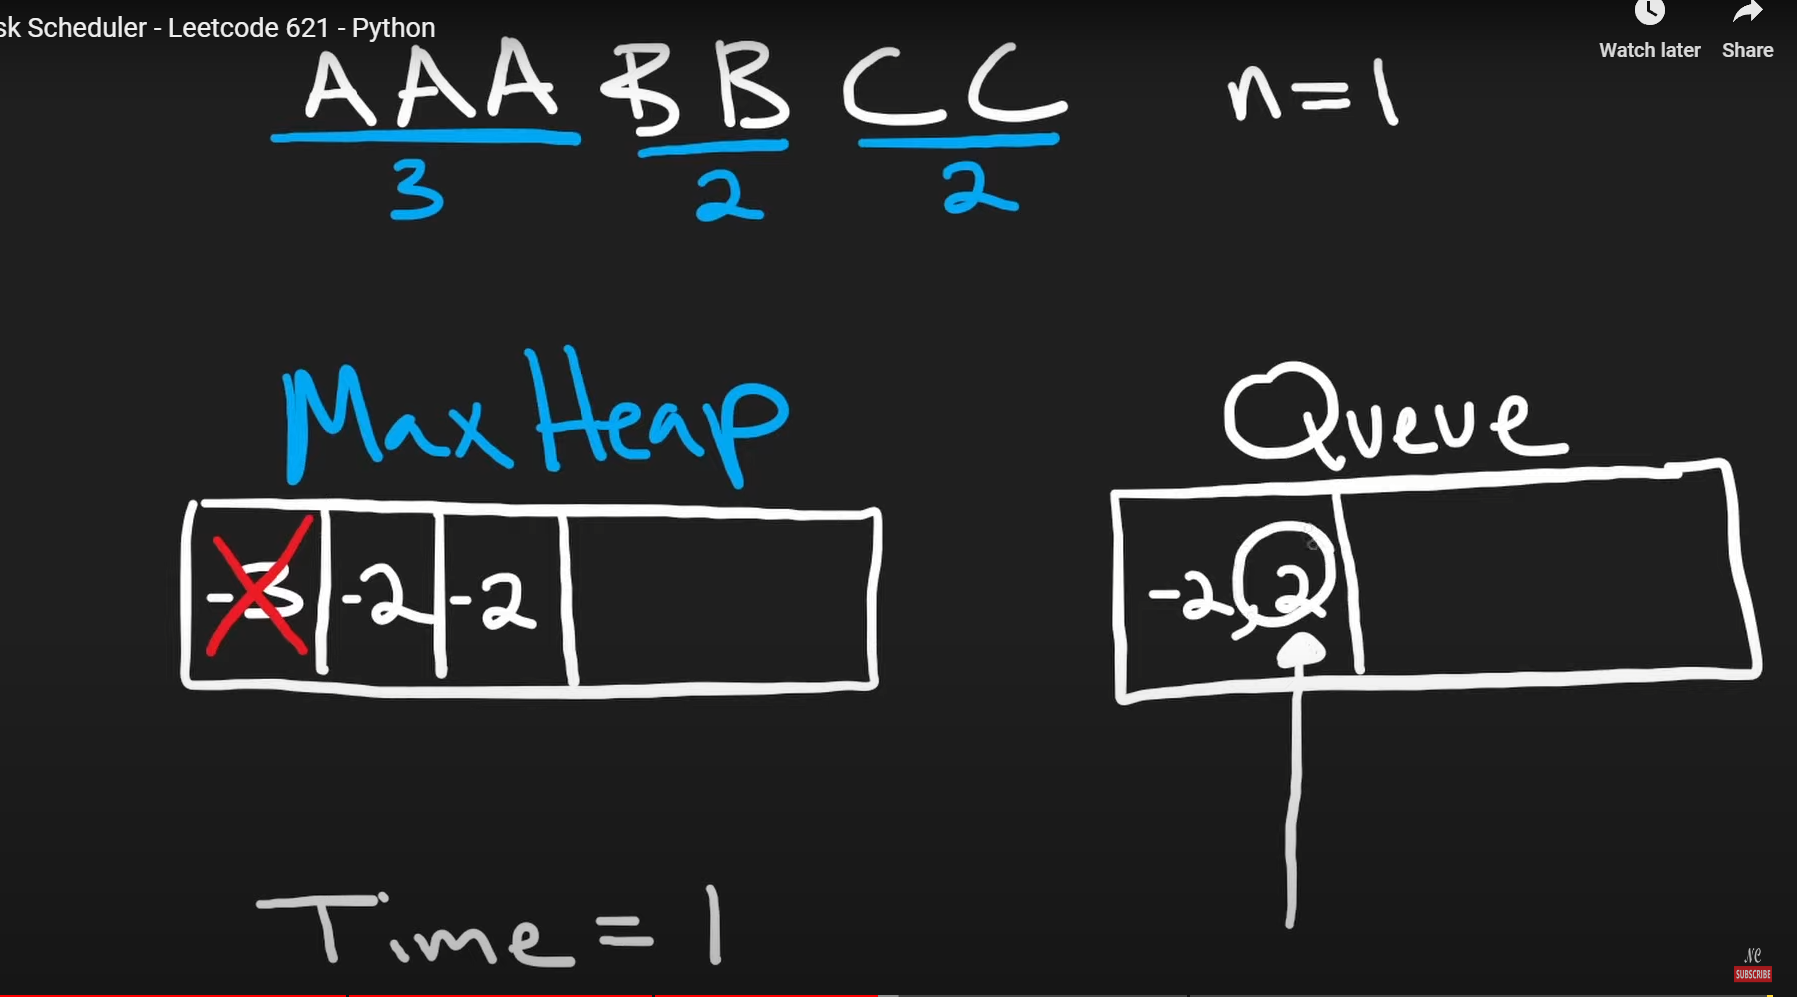 sk Scheduler - Leetcode 621 - Python
Watch later Share
AAA BB CC n=1
3 2 2
Max Heap
Queue
-3 -2 -2
-2, 2
Time = 1
NC
SUBSCRIBE